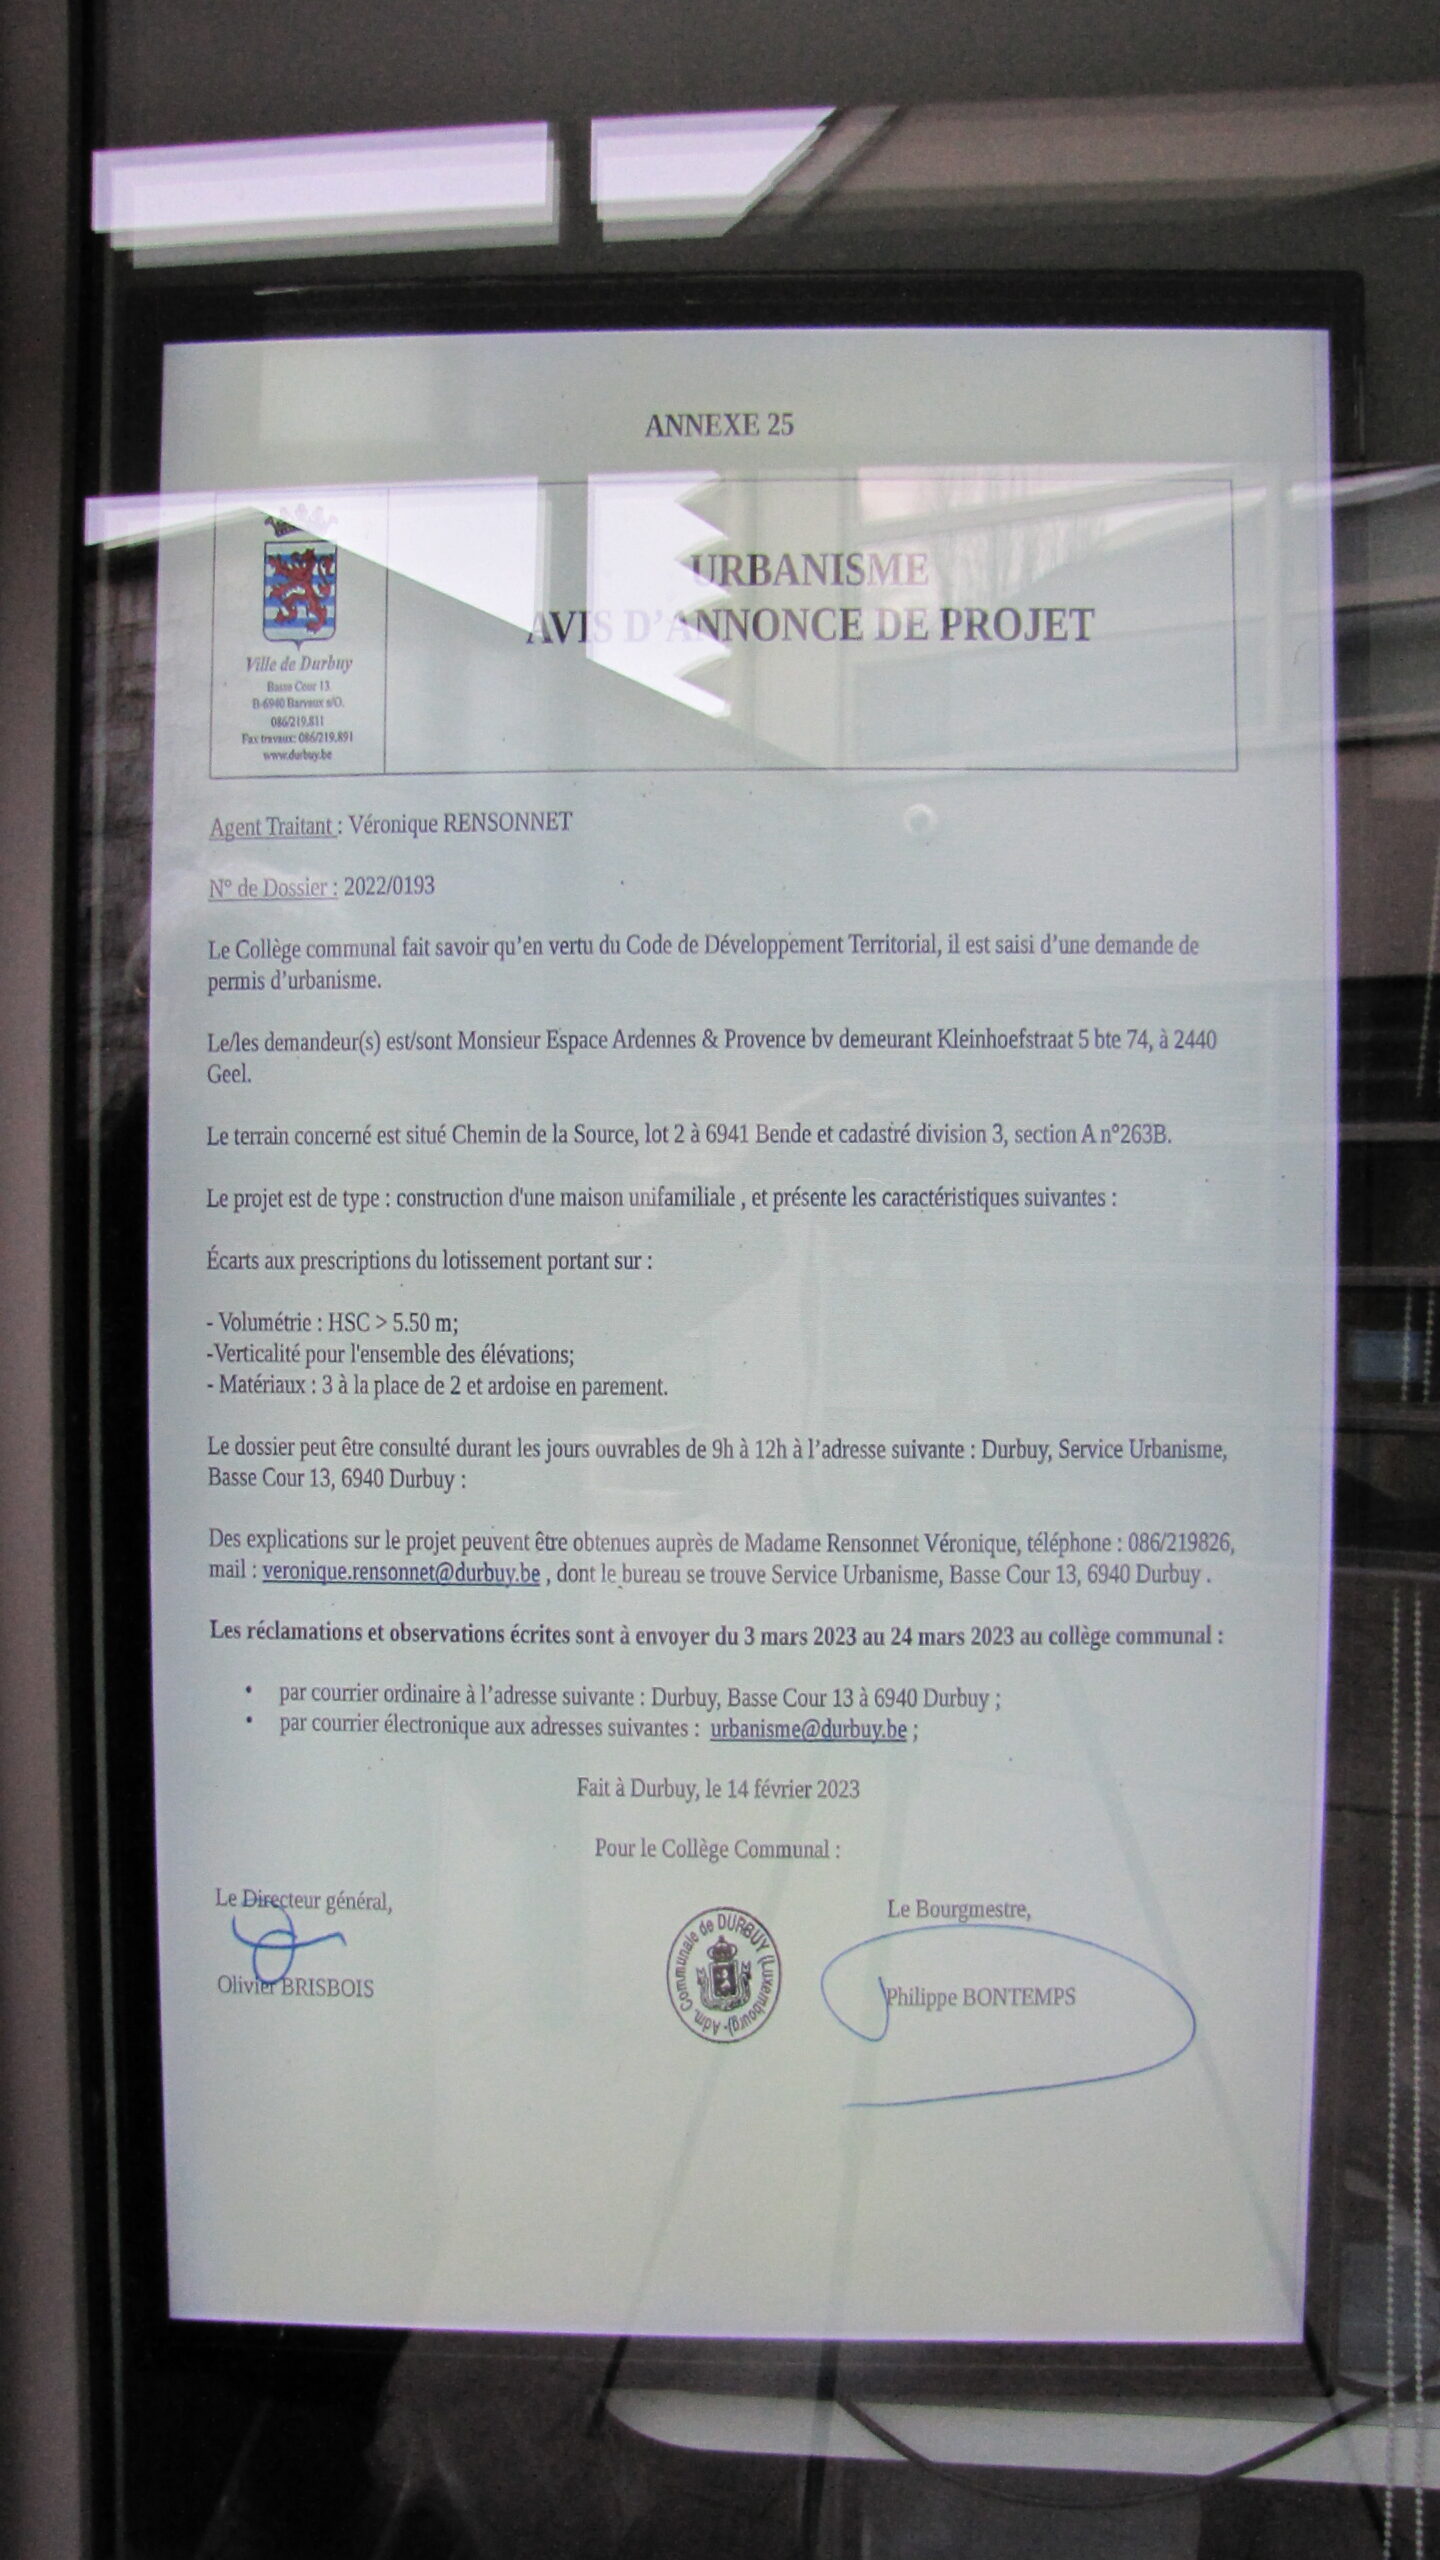 ANNEXE 25
URBANISME
AVIS D'ANNONCE DE PROJET
Ville de Durbuy
Basse Cour 13
B-6940 Barvaux s/O.
086/219.811
Fax travaux: 086/219.891
www.durbuy.be
Agent Traitant : Véronique RENSONNET
N° de Dossier : 2022/0193
Le Collège communal fait savoir qu'en vertu du Code de Développement Territorial, il est saisi d'une demande de
permis d'urbanisme.
Le/les demandeur(s) est/sont Monsieur Espace Ardennes & Provence bv demeurant Kleinhoefstraat 5 bte 74, à 2440
Geel.
Le terrain concerné est situé Chemin de la Source, lot 2 à 6941 Bende et cadastré division 3, section A n°263B.
Le projet est de type : construction d'une maison unifamiliale , et présente les caractéristiques suivantes :
Écarts aux prescriptions du lotissement portant sur :
- Volumétrie : HSC > 5.50 m;
-Verticalité pour l'ensemble des élévations;
- Matériaux : 3 à la place de 2 et ardoise en parement.
Le dossier peut être consulté durant les jours ouvrables de 9h à 12h à l'adresse suivante : Durbuy, Service Urbanisme,
Basse Cour 13, 6940 Durbuy :
Des explications sur le projet peuvent être obtenues auprès de Madame Rensonnet Véronique, téléphone : 086/219826,
mail : veronique.rensonnet@durbuy.be , dont le bureau se trouve Service Urbanisme, Basse Cour 13, 6940 Durbuy .
Les réclamations et observations écrites sont à envoyer du 3 mars 2023 au 24 mars 2023 au collège communal :
• par courrier ordinaire à l'adresse suivante : Durbuy, Basse Cour 13 à 6940 Durbuy ;
• par courrier électronique aux adresses suivantes : urbanisme@durbuy.be ;
Fait à Durbuy, le 14 février 2023
Pour le Collège Communal :
Le Directeur général,
Olivier BRISBOIS
Adm. Communale de DURBUY (Luxembourg)-
Le Bourgmestre,
Philippe BONTEMPS